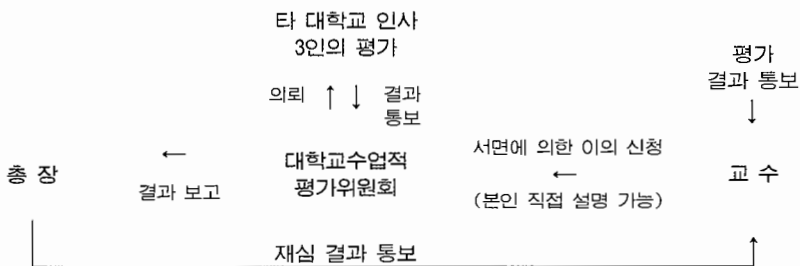 타 대학교 인사
3인의 평가
평가
결과 통보
의뢰 ↑ ↓ 결과
통보
↓
총 장
←
결과 보고
대학교수업적
평가위원회
서면에 의한 이의 신청
←
(본인 직접 설명 가능)
교 수
재심 결과 통보